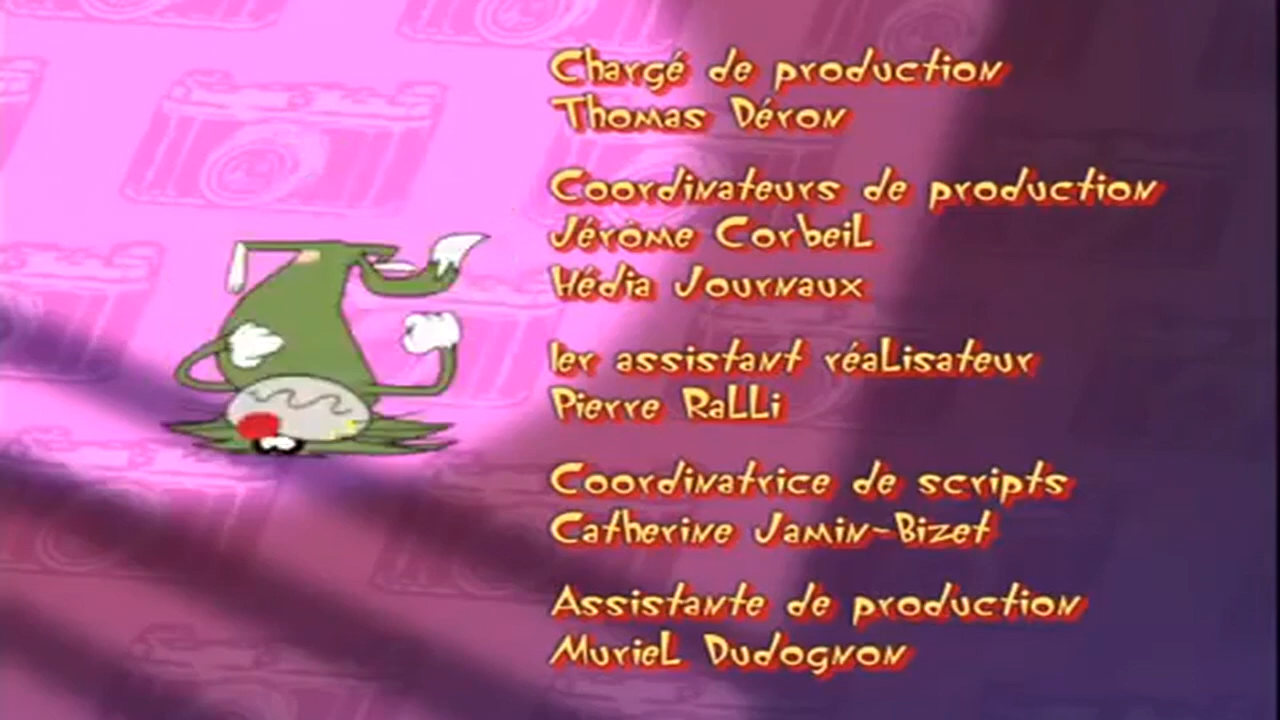 Chargé de production
Thomas Déron
Coordinateurs de production
Jérôme Corbeil
Hédia Journaux
1er assistant réalisateur
Pierre Ralli
Coordinatrice de scripts
Catherine Jamin-Bizet
Assistante de production
Muriel Dudognon